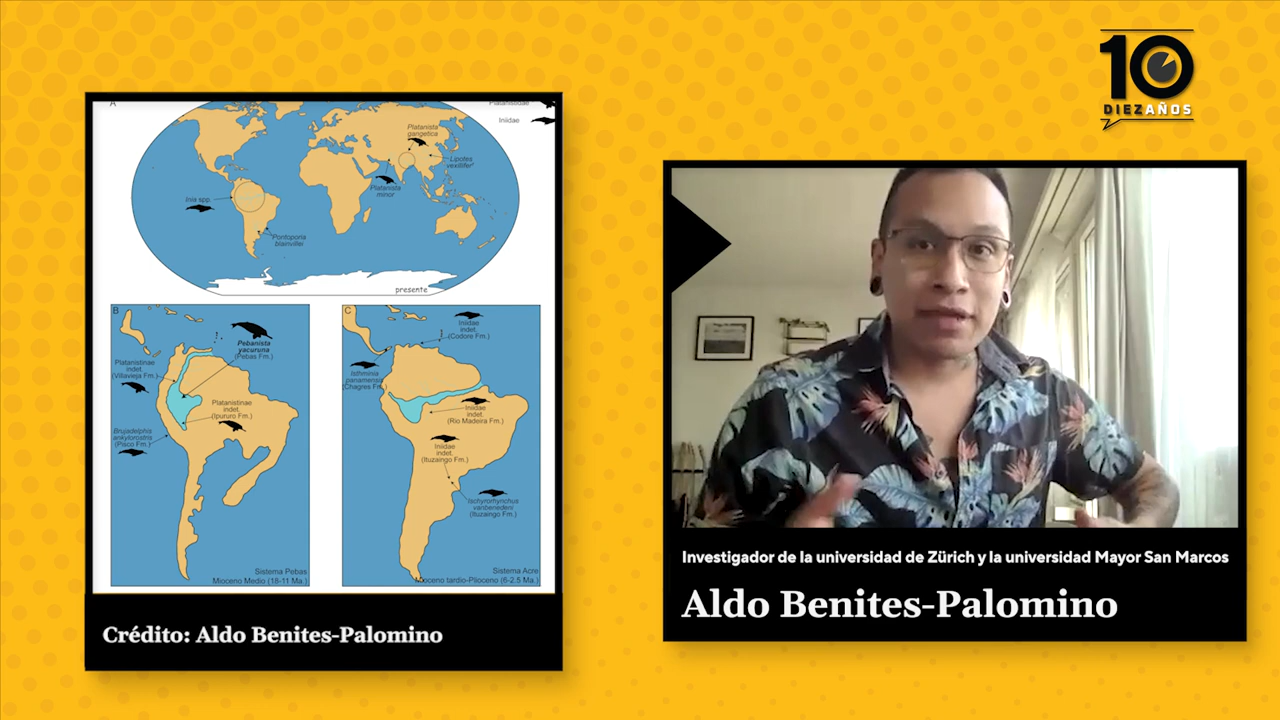 10
DIEZ AÑOS
A
Platanistidae
Iniidae
Platanista
gangetica
Lipotes
vexillifer
Platanista
minor
Inia spp.
Pontoporia
blainvillei
presente
B
Pebanista
yacuruna
(Pebas Fm.)
Platanistinae
indet.
(Villavieja Fm.)
Platanistinae
indet.
(Ipururo Fm.)
Brujadelphis
ankylorostris
(Pisco Fm.)
Sistema Pebas
Mioceno Medio (18-11 Ma.)
C
Iniidae
indet.
(Codore Fm.)
Isthminia
panamensis
(Chagres Fm.)
Iniidae
indet.
(Rio Madeira Fm.)
Iniidae
indet.
(Ituzaingo Fm.)
Ischyrorhynchus
vanbenedeni
(Ituzaingo Fm.)
Sistema Acre
Mioceno tardio-Plioceno (6-2.5 Ma.)
Crédito: Aldo Benites-Palomino
Investigador de la universidad de Zürich y la universidad Mayor San Marcos
Aldo Benites-Palomino